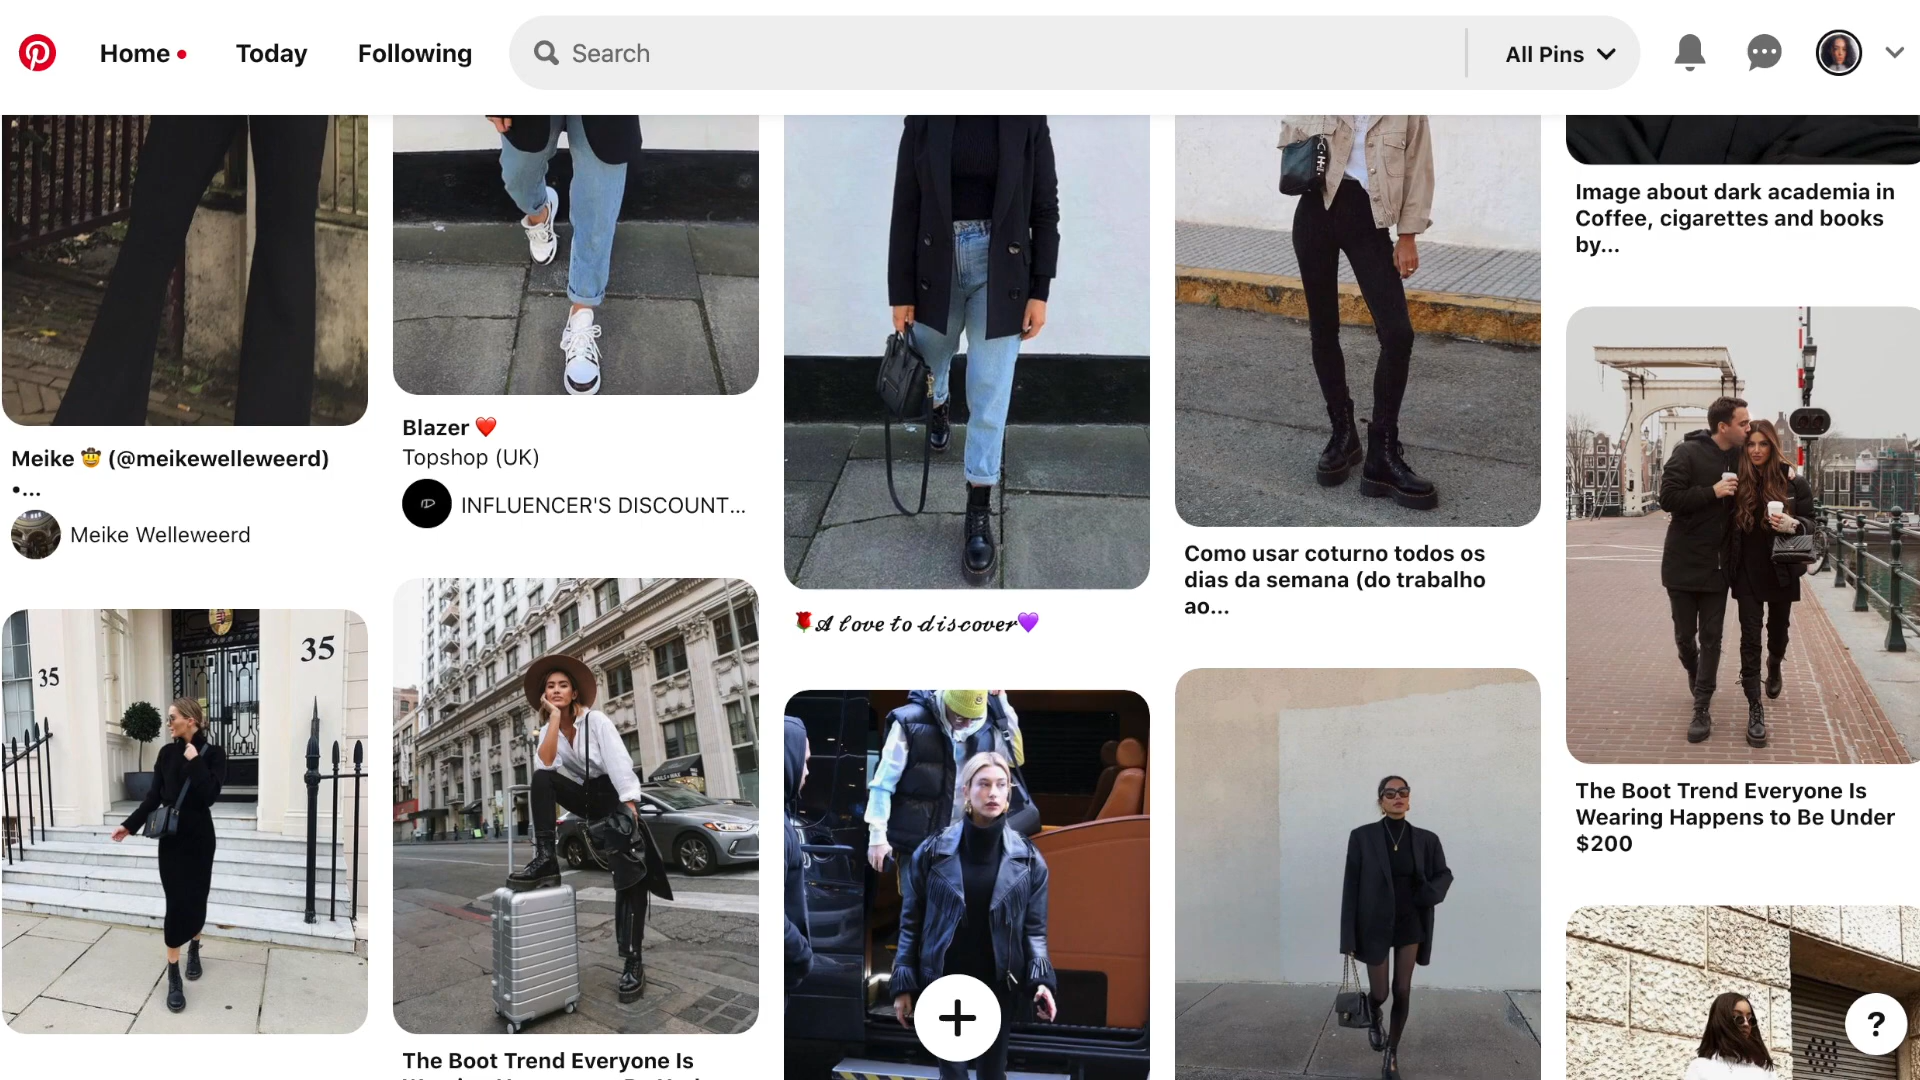 Home
Today
Following
Search
All Pins
Meike 🤠 (@meikewelleweerd)
•...
Meike Welleweerd
35
35
Blazer ❤️
Topshop (UK)
INFLUENCER'S DISCOUNT...
The Boot Trend Everyone Is
🌹𝓐 𝓵𝓸𝓿𝓮 𝓽𝓸 𝓭𝓲𝓼𝓬𝓸𝓿𝓮𝓻💜
Como usar coturno todos os
dias da semana (do trabalho
ao...
Image about dark academia in
Coffee, cigarettes and books
by...
The Boot Trend Everyone Is
Wearing Happens to Be Under
$200
?